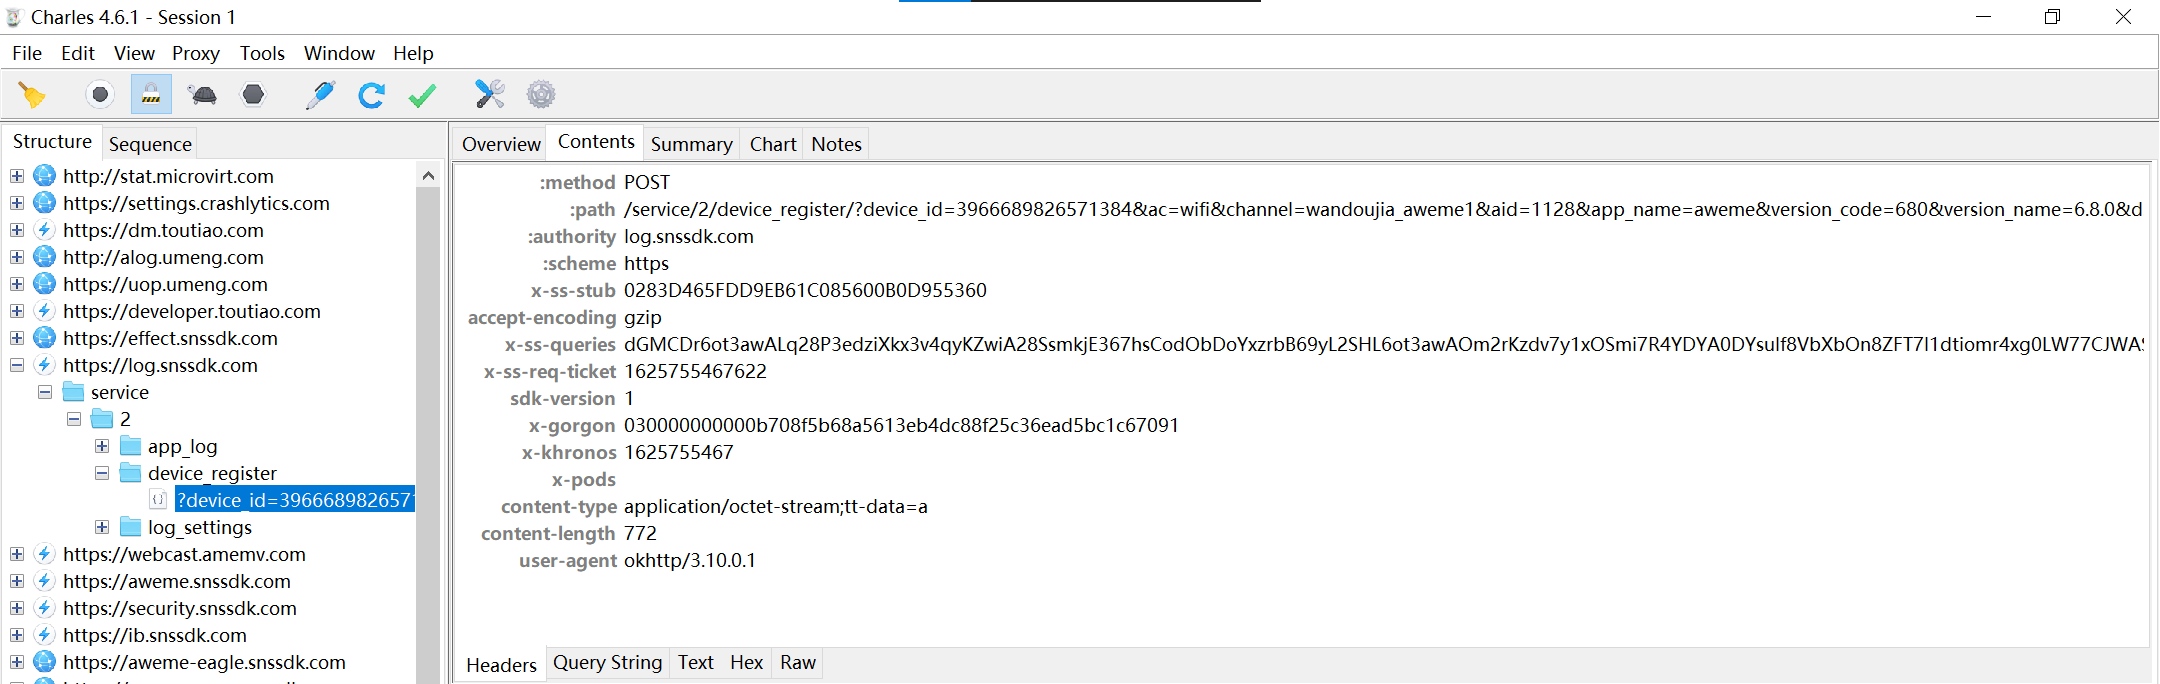 Charles 4.6.1 - Session 1
File Edit View Proxy Tools Window Help
Structure Sequence
http://stat.microvirt.com
https://settings.crashlytics.com
https://dm.toutiao.com
http://alog.umeng.com
https://uop.umeng.com
https://developer.toutiao.com
https://effect.snssdk.com
https://log.snssdk.com
service
2
app_log
device_register
?device_id=396668982657
log_settings
https://webcast.amemv.com
https://aweme.snssdk.com
https://security.snssdk.com
https://ib.snssdk.com
https://aweme-eagle.snssdk.com
Overview Contents Summary Chart Notes
:method POST
:path /service/2/device_register/?device_id=3966689826571384&ac=wifi&channel=wandoujia_aweme1&aid=1128&app_name=aweme&version_code=680&version_name=6.8.0&d
:authority log.snssdk.com
:scheme https
x-ss-stub 0283D465FDD9EB61C085600B0D955360
accept-encoding gzip
x-ss-queries dGMCDr6ot3awALq28P3edziXkx3v4qyKZwiA28SsmkjE367hsCodObDoYxzrbB69yL2SHL6ot3awAOm2rKzdv7y1xOSmi7R4YDYA0DYsulf8VbXbOn8ZFT7l1dtiomr4xg0LW77CJWAS
x-ss-req-ticket 1625755467622
sdk-version 1
x-gorgon 030000000000b708f5b68a5613eb4dc88f25c36ead5bc1c67091
x-khronos 1625755467
x-pods
content-type application/octet-stream;tt-data=a
content-length 772
user-agent okhttp/3.10.0.1
Headers Query String Text Hex Raw